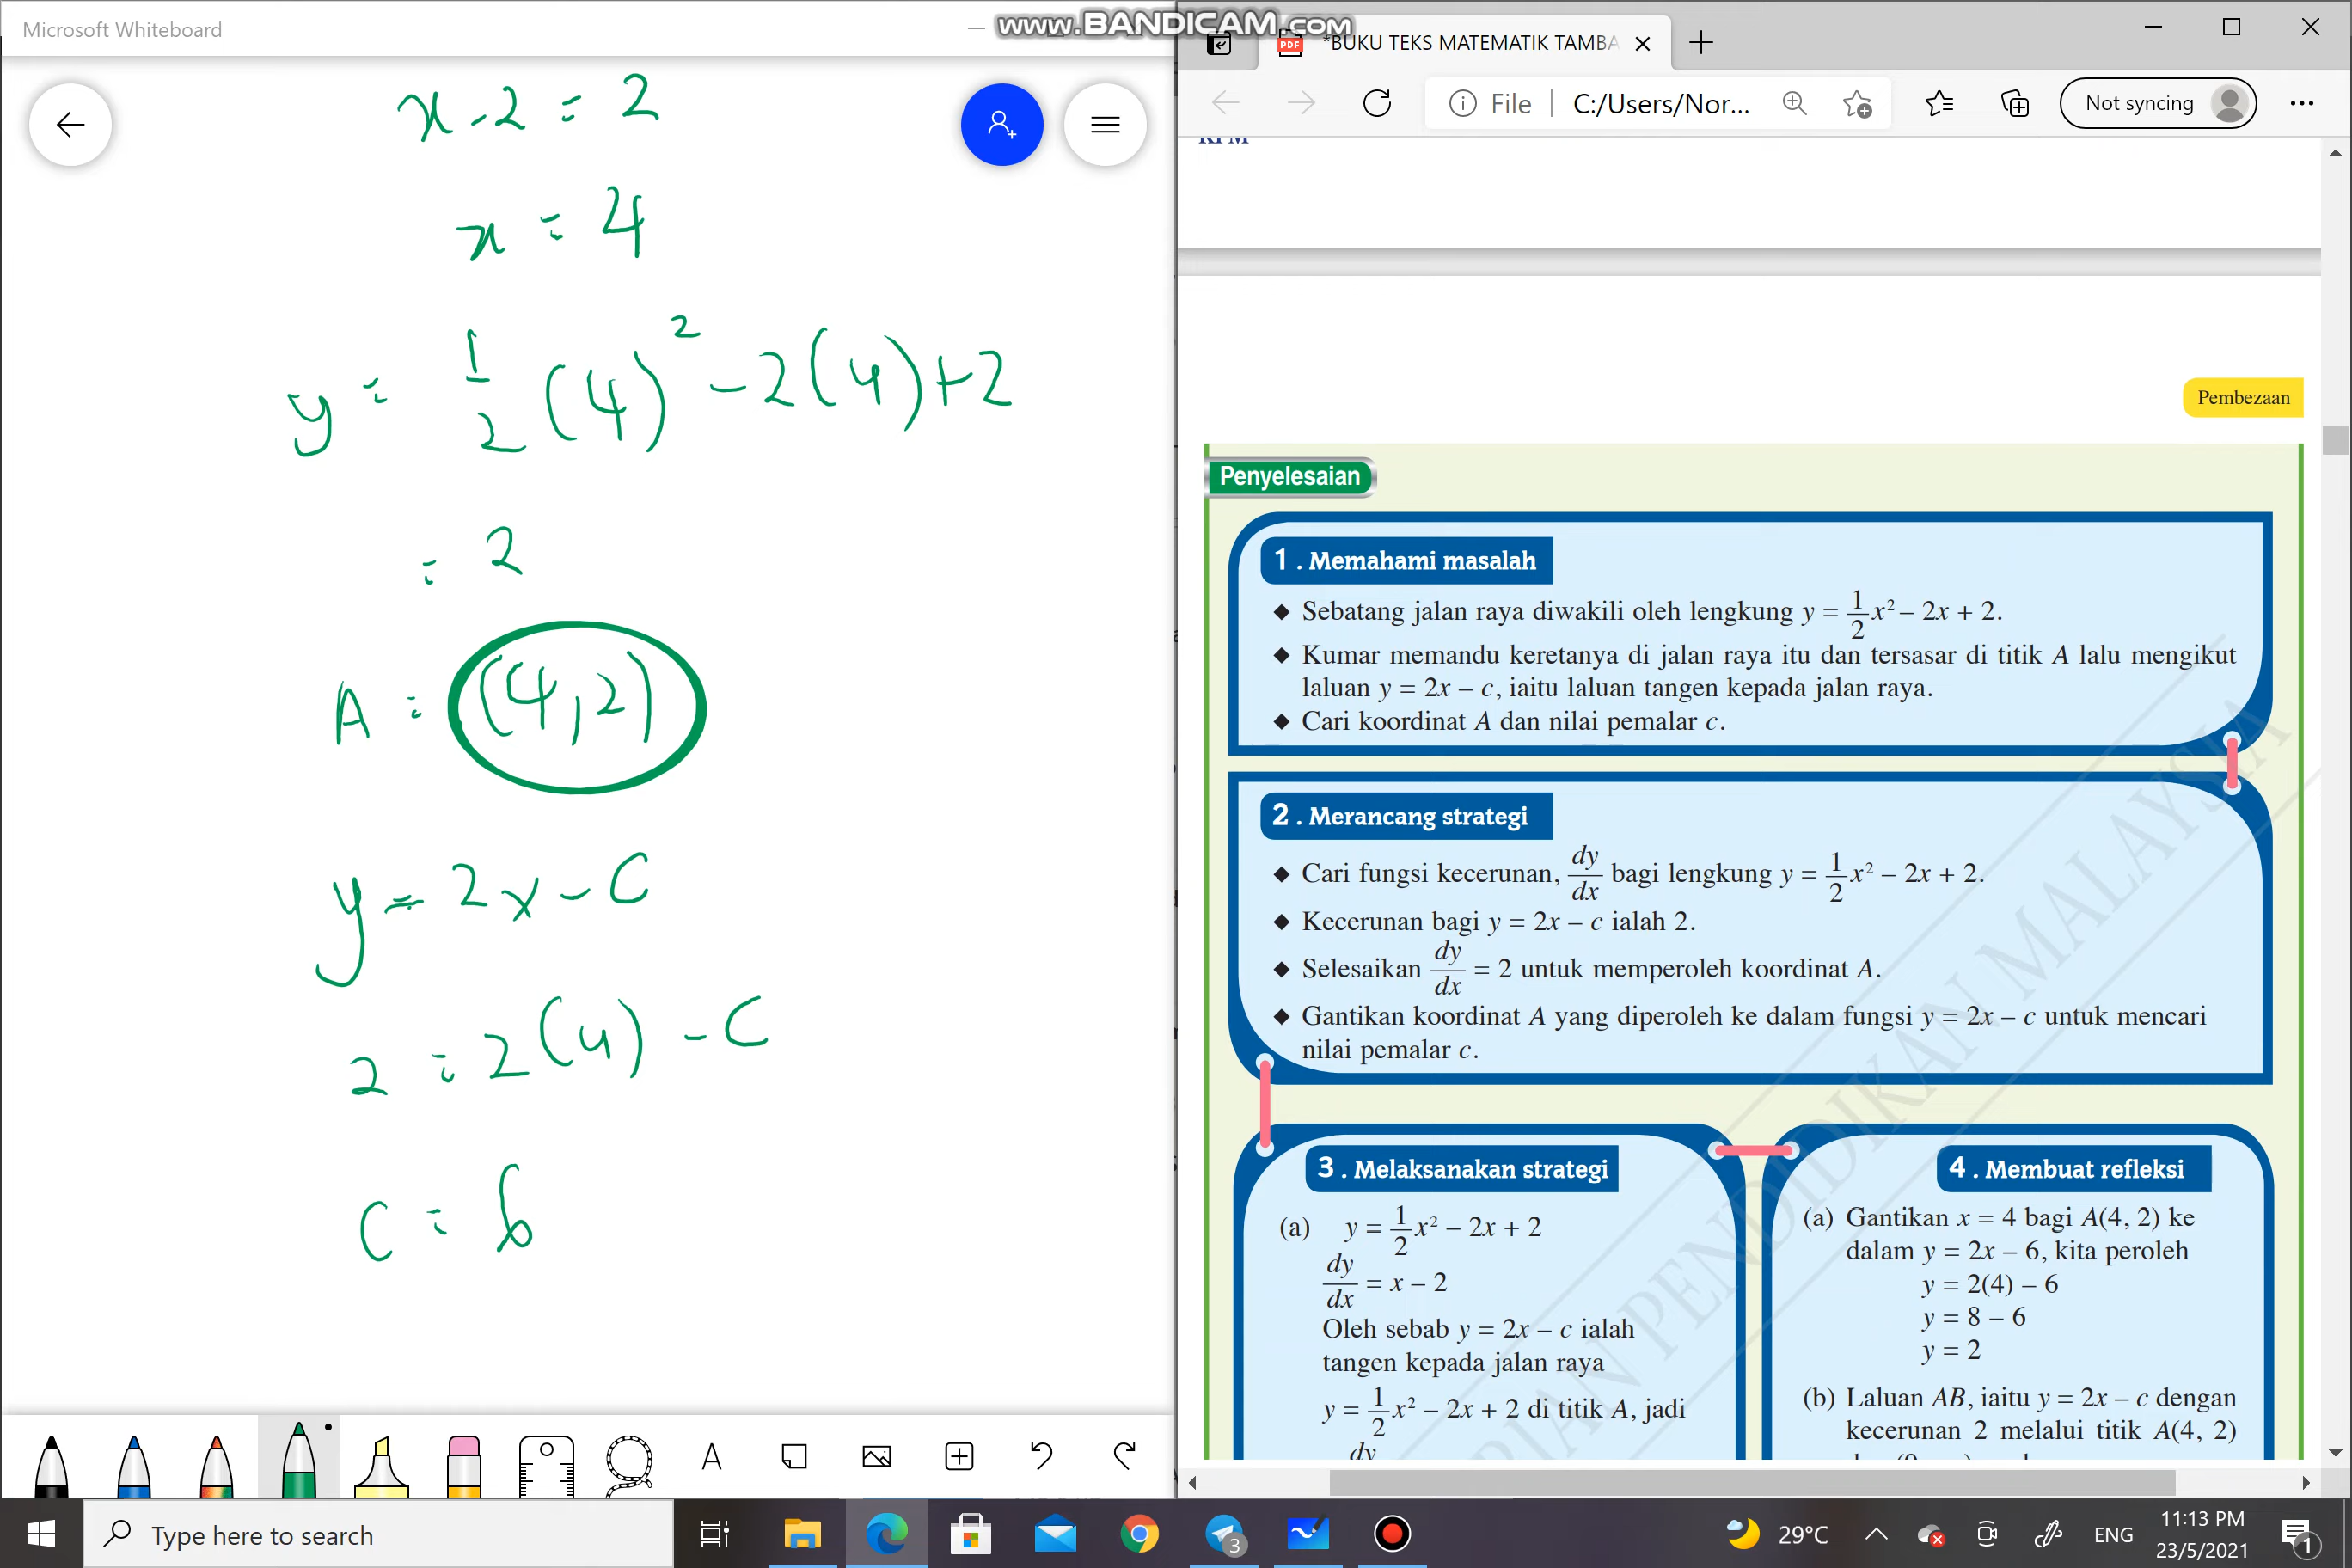 Microsoft Whiteboard
www.BANDICAM.com
x - 2 = 2
x = 4
y = 1/2 (4)² - 2(4) + 2
= 2
A = (4, 2)
y = 2x - c
2 = 2(4) - c
c = 6
*BUKU TEKS MATEMATIK TAMBA
File
C:/Users/Nor...
Not syncing
KPM
Pembezaan
Penyelesaian
1 . Memahami masalah
◆ Sebatang jalan raya diwakili oleh lengkung y = 1/2 x² – 2x + 2.
◆ Kumar memandu keretanya di jalan raya itu dan tersasar di titik A lalu mengikut
laluan y = 2x – c, iaitu laluan tangen kepada jalan raya.
◆ Cari koordinat A dan nilai pemalar c.
2 . Merancang strategi
◆ Cari fungsi kecerunan, dy/dx bagi lengkung y = 1/2 x² – 2x + 2.
◆ Kecerunan bagi y = 2x – c ialah 2.
◆ Selesaikan dy/dx = 2 untuk memperoleh koordinat A.
◆ Gantikan koordinat A yang diperoleh ke dalam fungsi y = 2x – c untuk mencari
nilai pemalar c.
3 . Melaksanakan strategi
(a) y = 1/2 x² – 2x + 2
dy/dx = x – 2
Oleh sebab y = 2x – c ialah
tangen kepada jalan raya
y = 1/2 x² – 2x + 2 di titik A, jadi
dy
4 . Membuat refleksi
(a) Gantikan x = 4 bagi A(4, 2) ke
dalam y = 2x – 6, kita peroleh
y = 2(4) – 6
y = 8 – 6
y = 2
(b) Laluan AB, iaitu y = 2x – c dengan
kecerunan 2 melalui titik A(4, 2)
PENDIDIKAN MALAYSIA
Type here to search
3
29°C
ENG
11:13 PM
23/5/2021
1